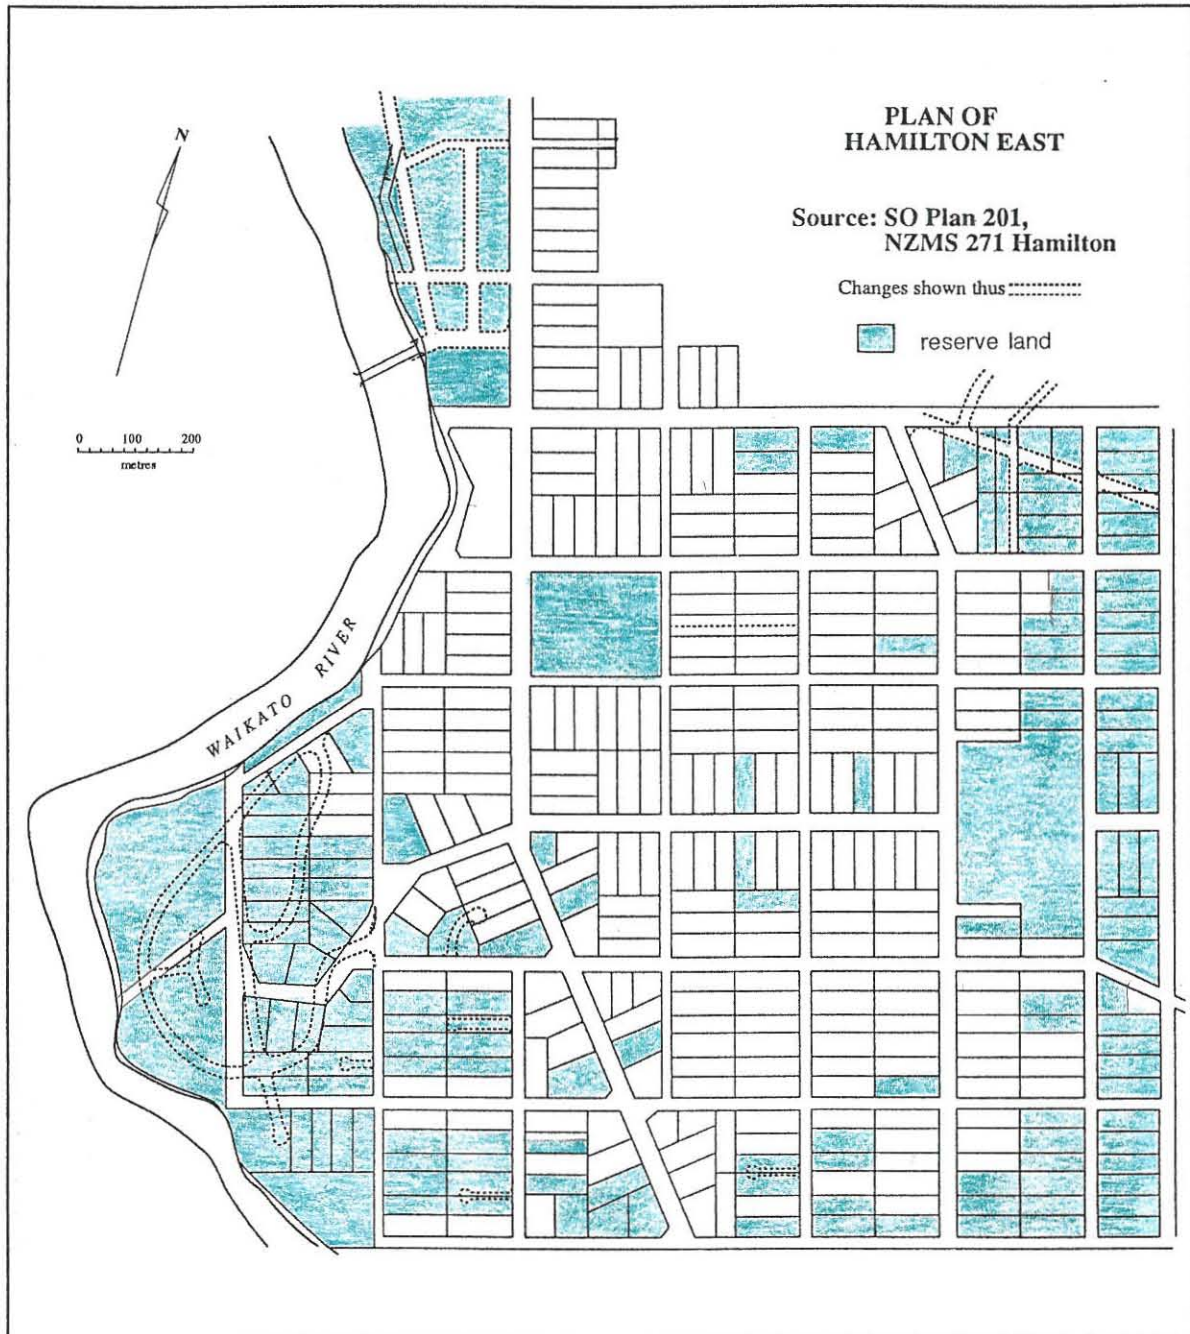 PLAN OF
HAMILTON EAST
Source: SO Plan 201,
NZMS 271 Hamilton
Changes shown thus
reserve land
N
0 100 200
metres
WAIKATO RIVER